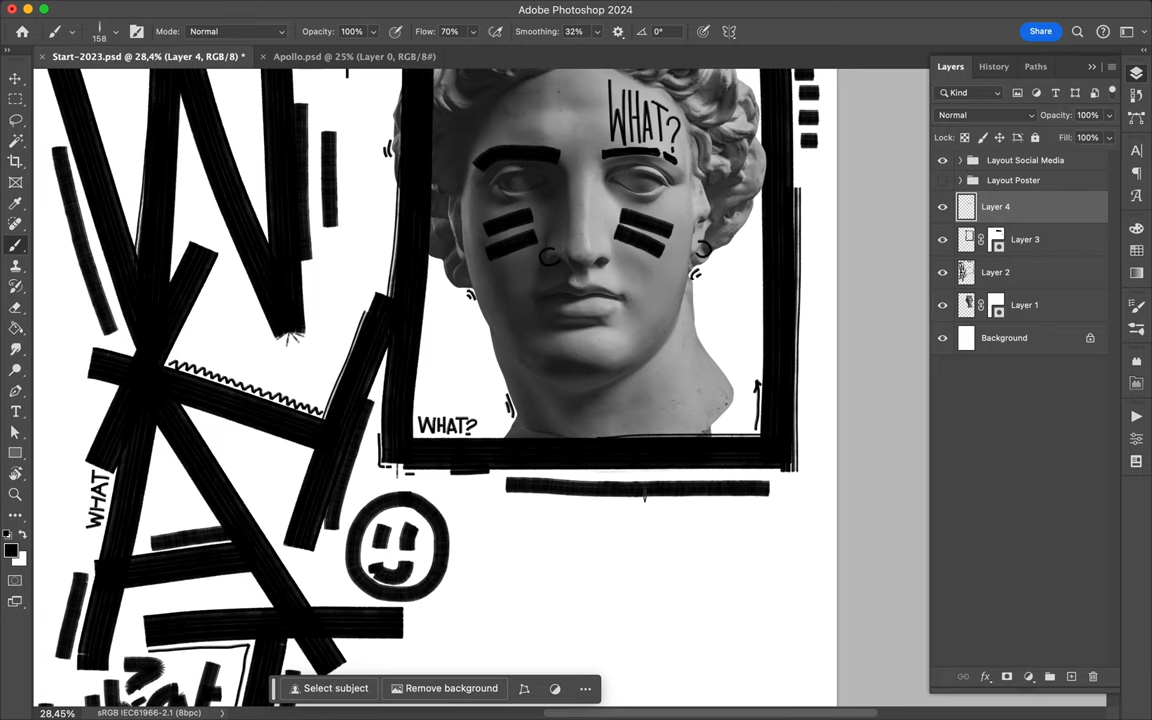 Adobe Photoshop 2024
158
Mode: Normal
Opacity: 100%
Flow: 70%
Smoothing: 32%
0°
Share
Start-2023.psd @ 28,4% (Layer 4, RGB/8) *
Apollo.psd @ 25% (Layer 0, RGB/8#)
Layers
History
Paths
Kind
Normal
Opacity: 100%
Lock:
Fill: 100%
Layout Social Media
Layout Poster
Layer 4
Layer 3
Layer 2
Layer 1
Background
WHAT?
WHAT?
WHAT
Select subject
Remove background
28,45%
sRGB IEC61966-2.1 (8bpc)